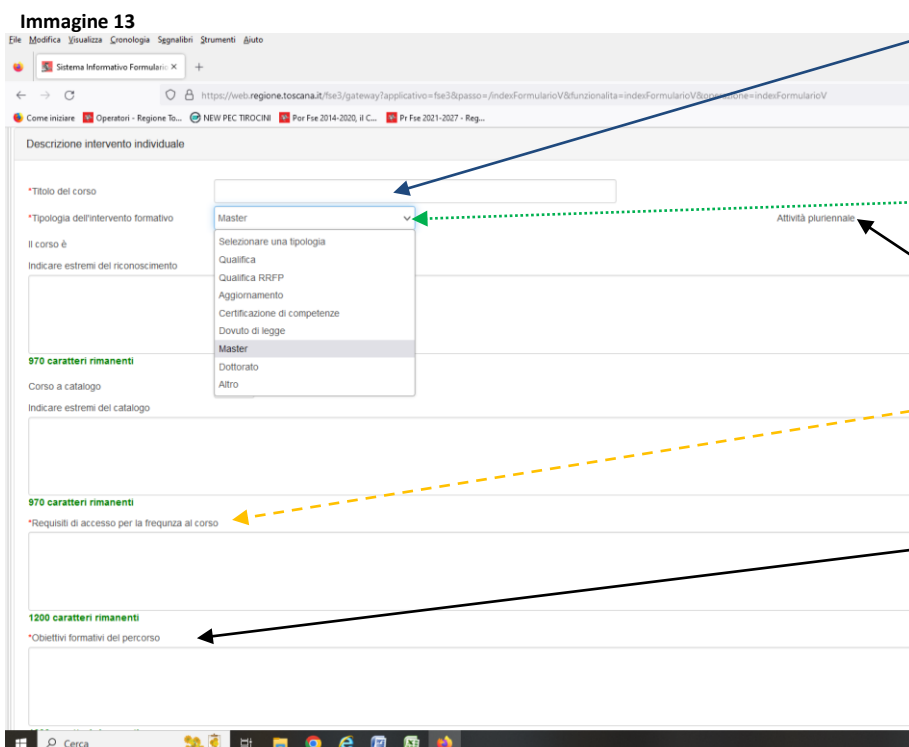 Immagine 13
File Modifica Visualizza Cronologia Segnalibri Strumenti Aiuto
Sistema Informativo Formulario × +
https://web.regione.toscana.it/fse3/gateway?applicativo=fse3&passo=/indexFormularioV&funzionalita=indexFormularioV&operazione=indexFormularioV
Come iniziare Operatori - Regione To... NEW PEC TIROCINI Por Fse 2014-2020, il C... Pr Fse 2021-2027 - Reg...
Descrizione intervento individuale
*Titolo del corso
*Tipologia dell'intervento formativo Master Attività pluriennale
Il corso è Selezionare una tipologia
Qualifica
Indicare estremi del riconoscimento
Qualifica RRFP
Aggiornamento
Certificazione di competenze
Dovuto di legge
Master
970 caratteri rimanenti
Dottorato
Corso a catalogo Altro
Indicare estremi del catalogo
970 caratteri rimanenti
*Requisiti di accesso per la frequnza al corso
1200 caratteri rimanenti
*Obiettivi formativi del percorso
Cerca